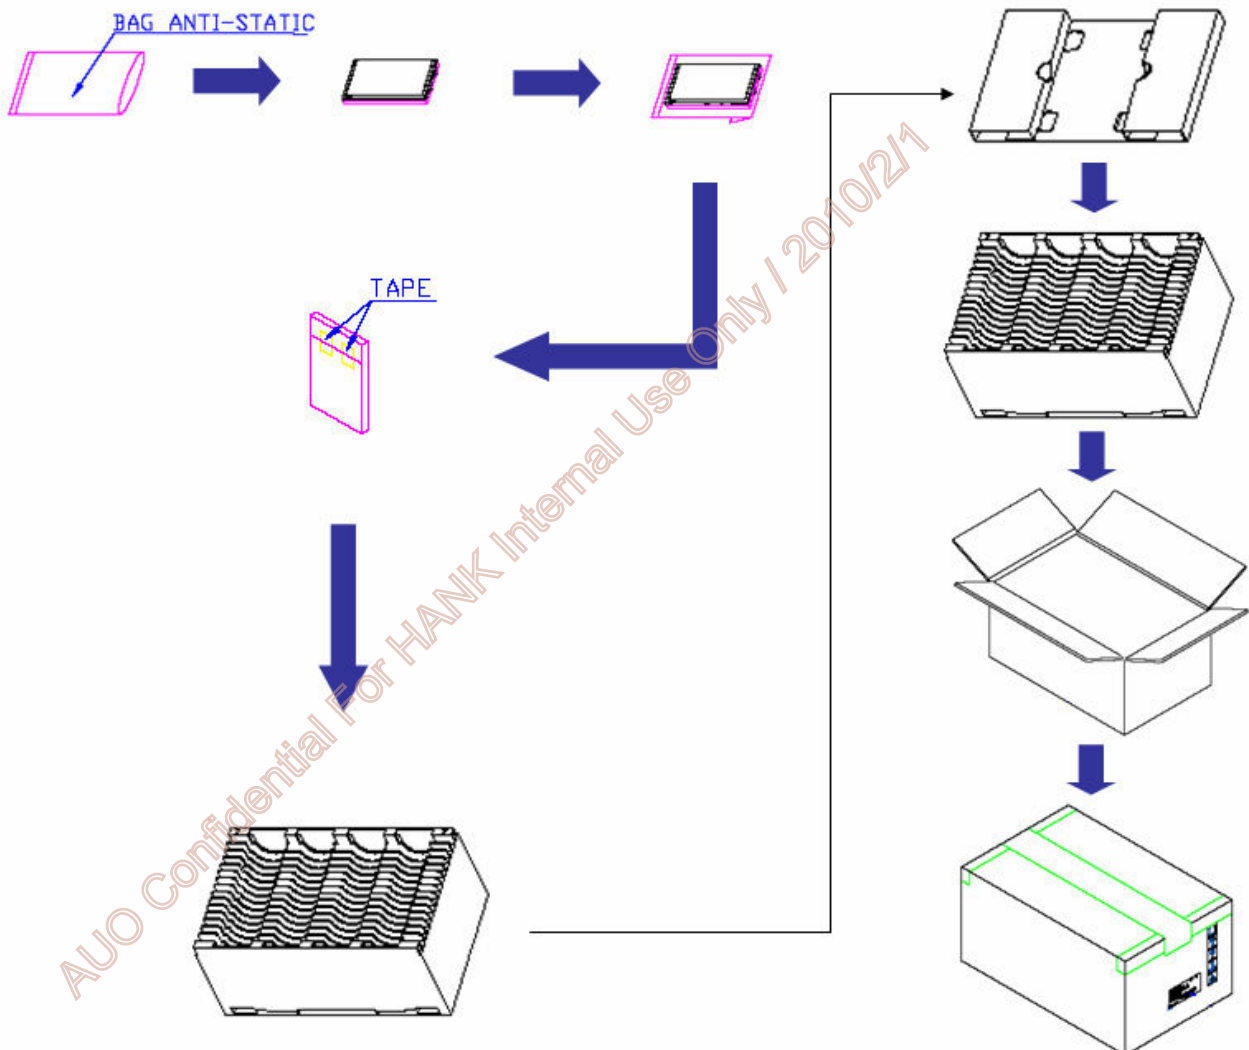 BAG ANTI-STATIC
TAPE
AUO Confidential For HANK Internal Use Only / 2010/2/1